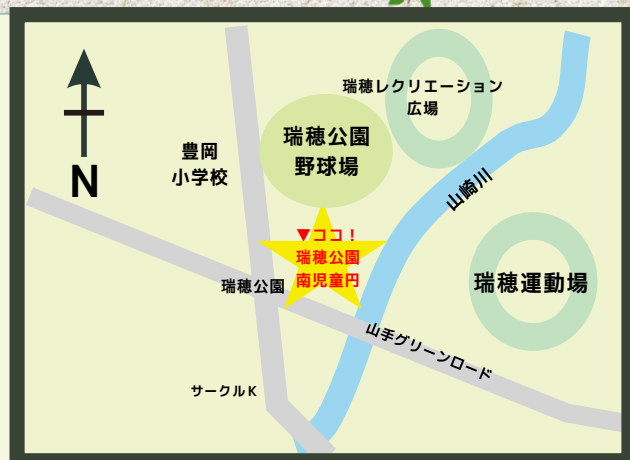 瑞穂レクリエーション
広場
瑞穂公園
野球場
豊岡
小学校
N
山崎川
▼ココ！
瑞穂公園
南児童円
瑞穂公園
瑞穂運動場
山手グリーンロード
サークルK